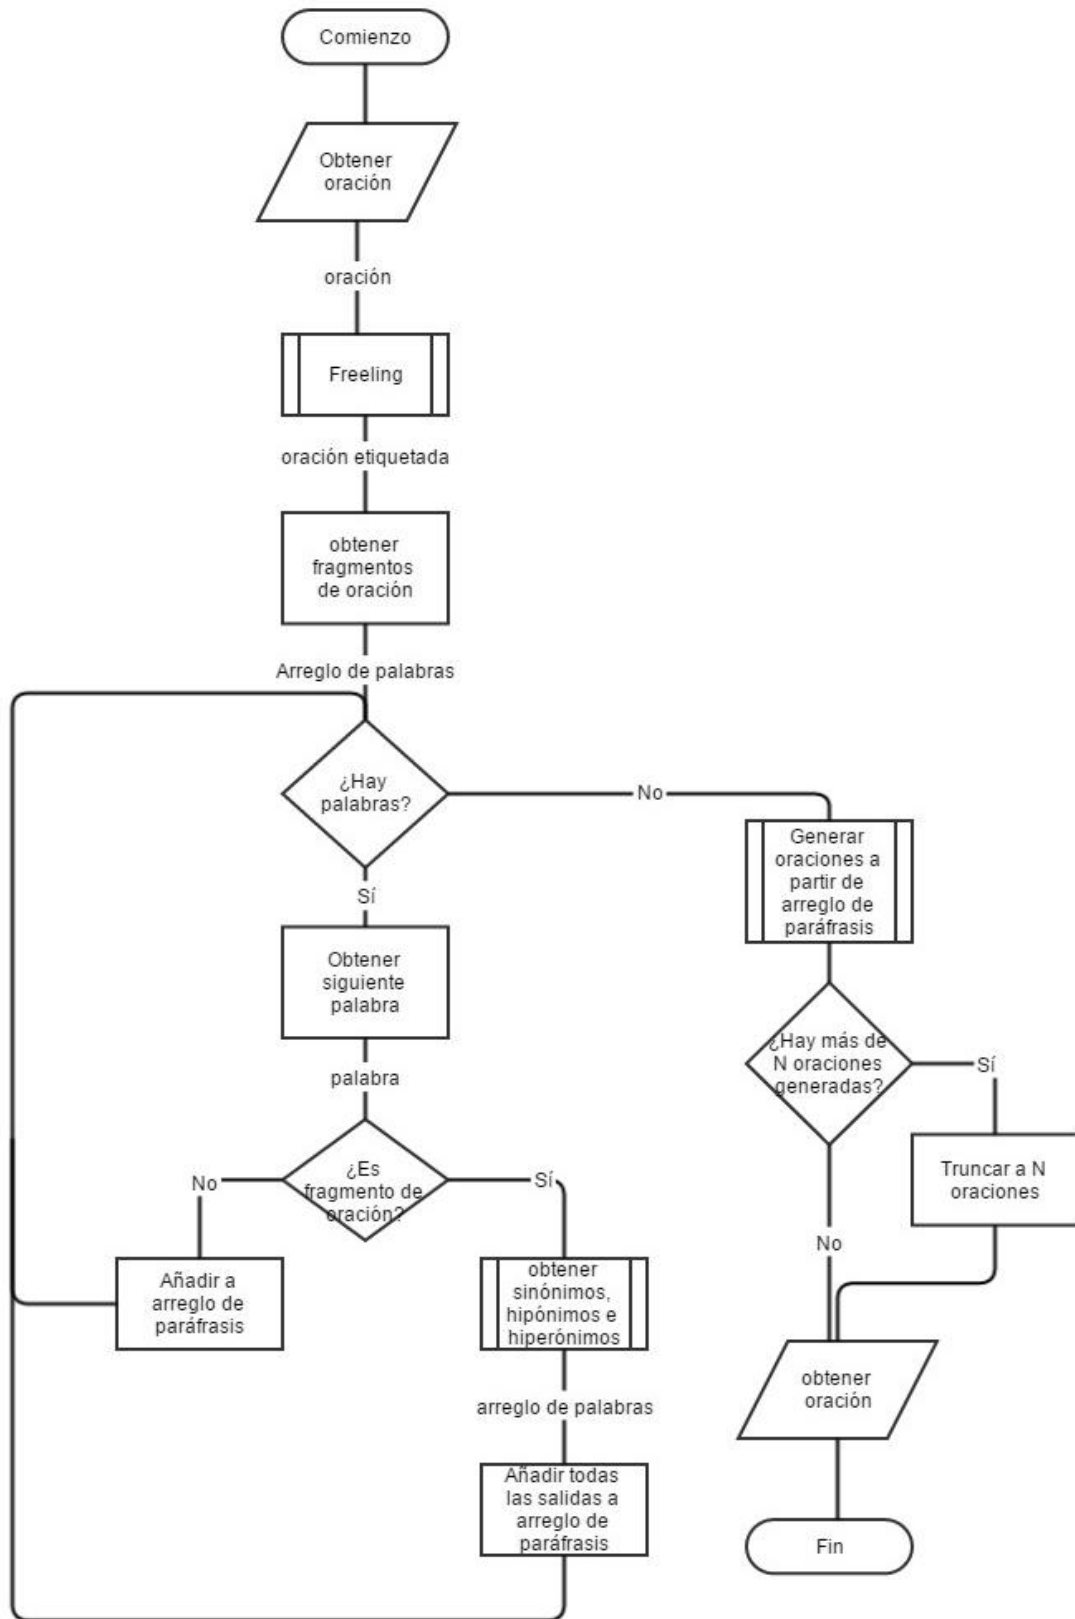 Comienzo
Obtener
oración
oración
Freeling
oración etiquetada
obtener
fragmentos
de oración
Arreglo de palabras
¿Hay
palabras?
No
Sí
Generar
oraciones a
partir de
arreglo de
paráfrasis
Obtener
siguiente
palabra
¿Hay más de
N oraciones
generadas?
Sí
palabra
Truncar a N
oraciones
¿Es
fragmento de
oración?
No
Sí
No
Añadir a
arreglo de
paráfrasis
obtener
sinónimos,
hipónimos e
hiperónimos
obtener
oración
arreglo de palabras
Añadir todas
las salidas a
arreglo de
paráfrasis
Fin